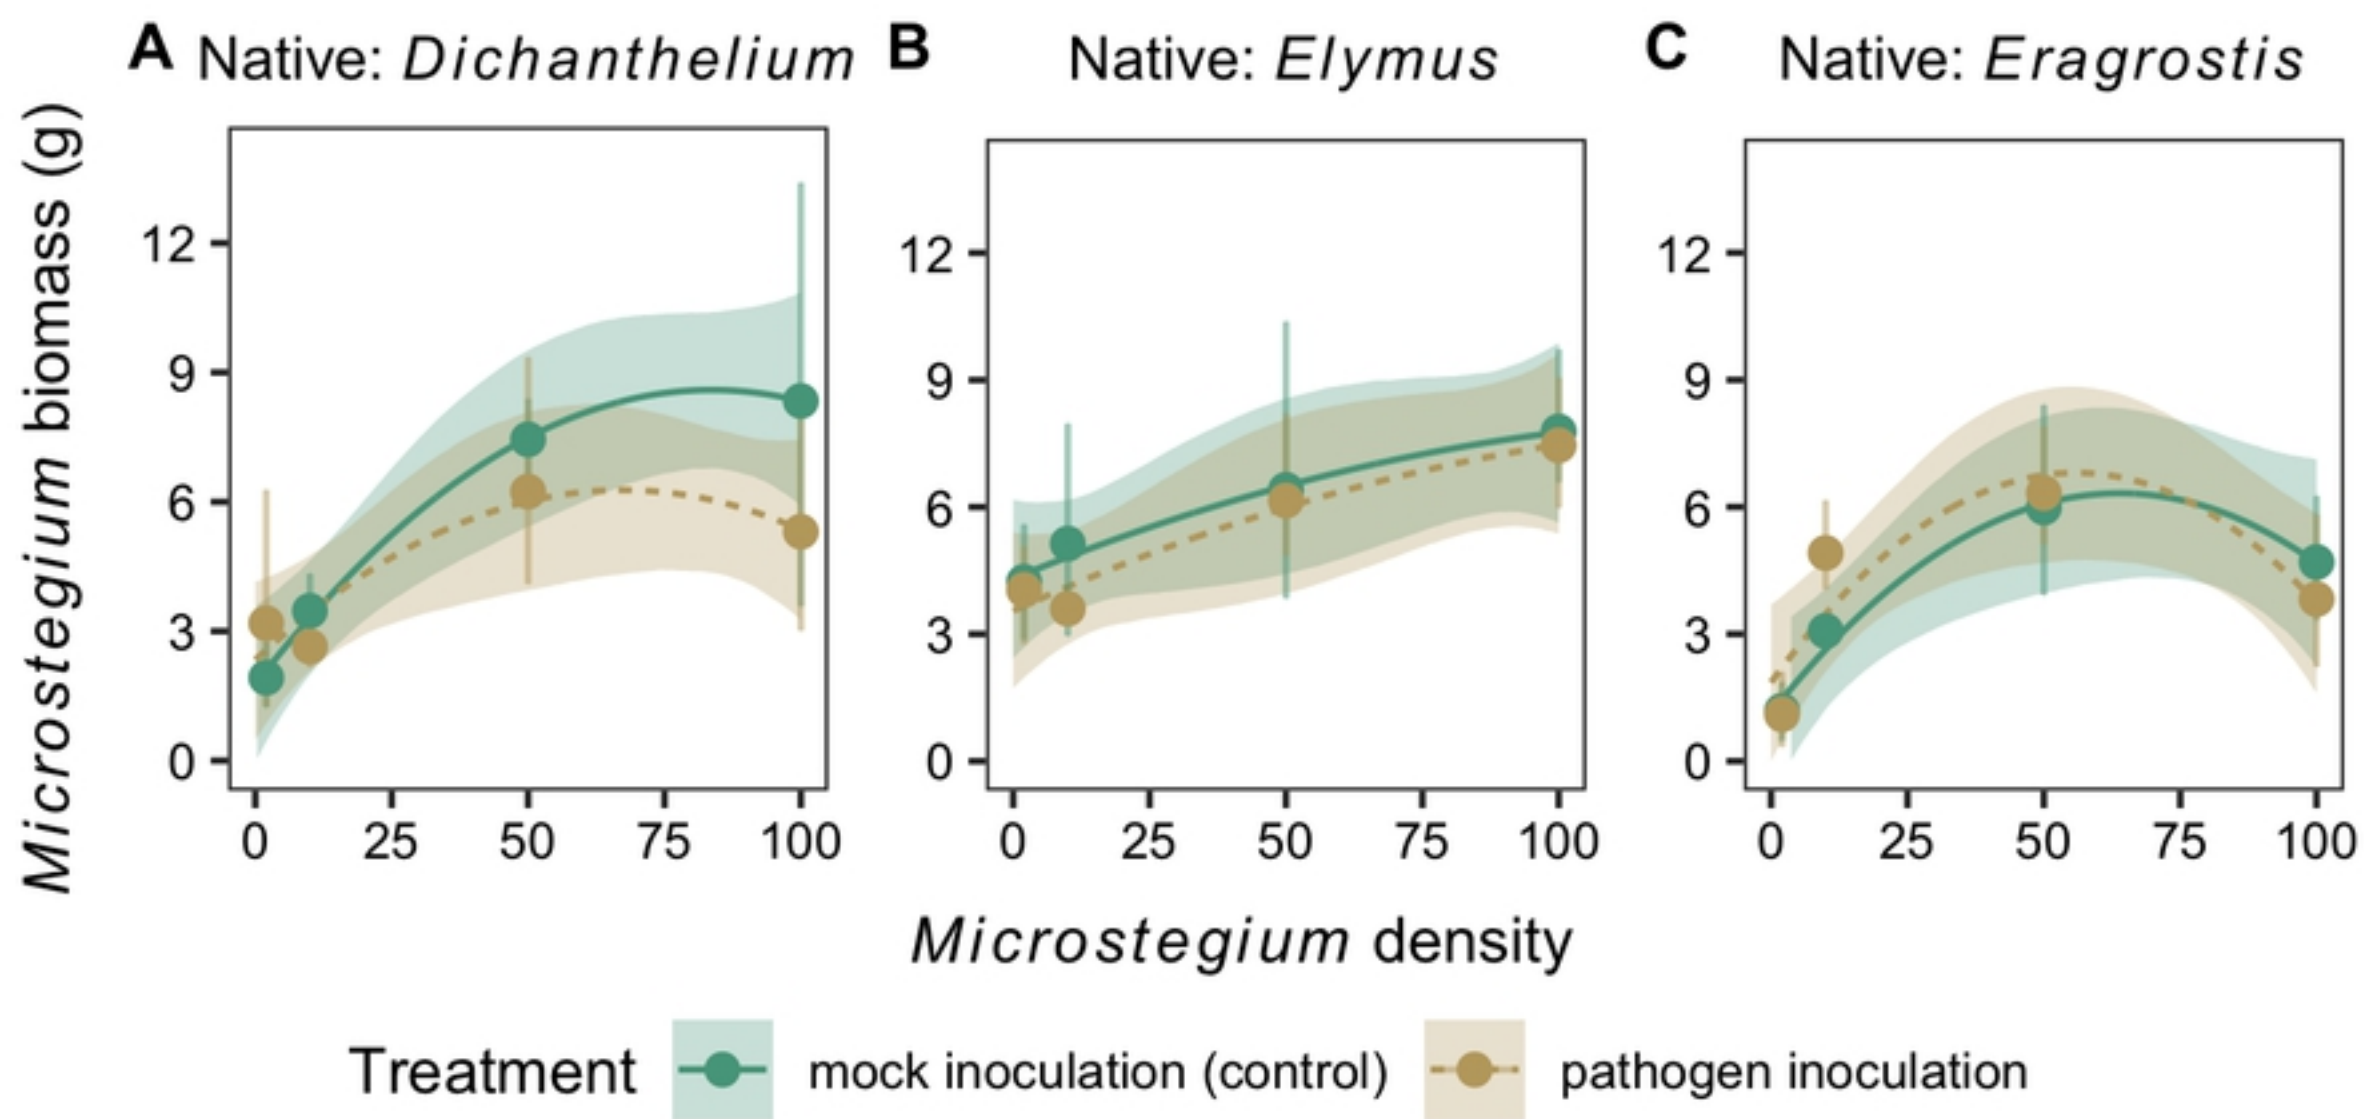 A Native: Dichanthelium
B Native: Elymus
C Native: Eragrostis
Microstegium biomass (g)
12
9
6
3
0
0 25 50 75 100
12
9
6
3
0
0 25 50 75 100
12
9
6
3
0
0 25 50 75 100
Microstegium density
Treatment mock inoculation (control) pathogen inoculation